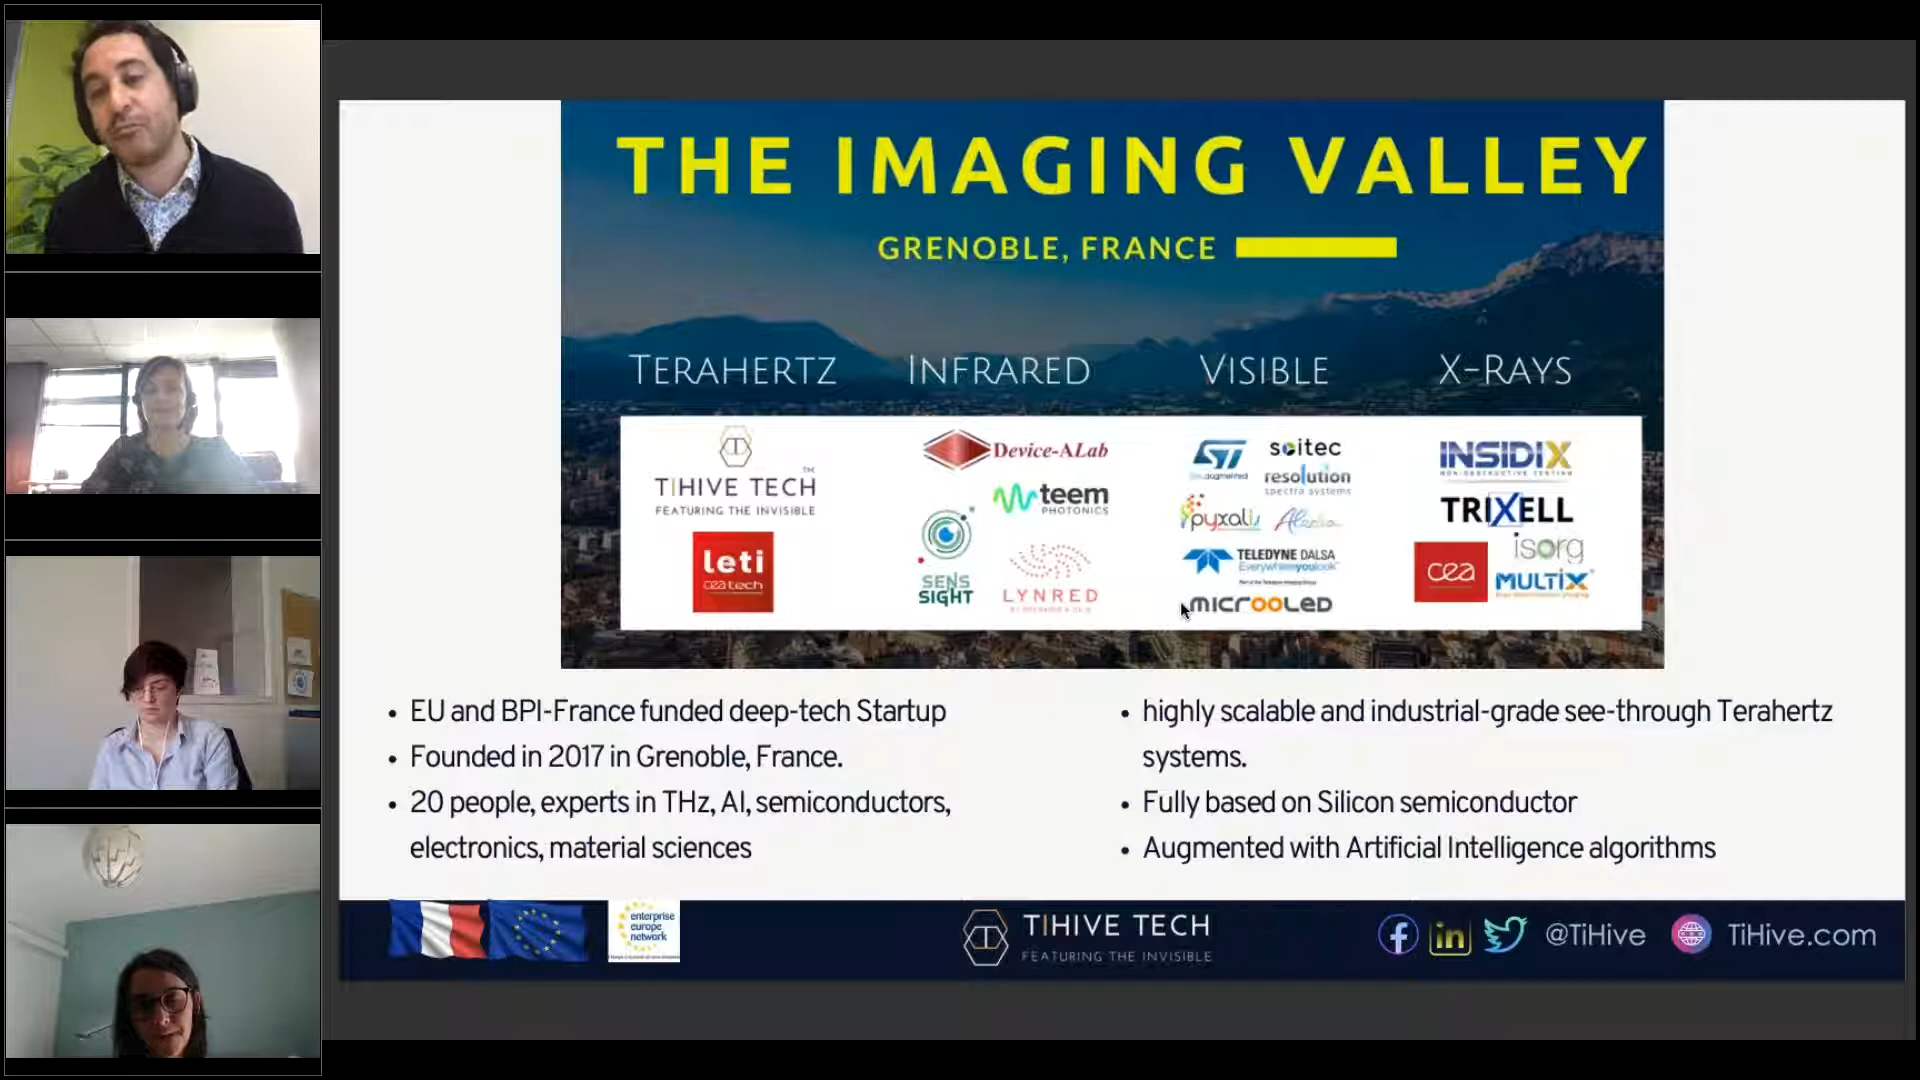 THE IMAGING VALLEY
GRENOBLE, FRANCE
TERAHERTZ
INFRARED
VISIBLE
X-RAYS
TIHIVE TECH™
FEATURING THE INVISIBLE
leti
cea tech
Device-ALab
teem
PHOTONICS
SENS
SIGHT
LYNRED
ST
soitec
resolution
spectra systems
pyxalis
Aledia
TELEDYNE DALSA
Everywhereyoulook
MICROOLED
INSIDIX
NON-DESTRUCTIVE TESTING
TRIXELL
isorg
cea
MULTIX
• EU and BPI-France funded deep-tech Startup
• Founded in 2017 in Grenoble, France.
• 20 people, experts in THz, AI, semiconductors,
electronics, material sciences
• highly scalable and industrial-grade see-through Terahertz
systems.
• Fully based on Silicon semiconductor
• Augmented with Artificial Intelligence algorithms
enterprise
europe
network
TIHIVE TECH
FEATURING THE INVISIBLE
@TiHive
TiHive.com